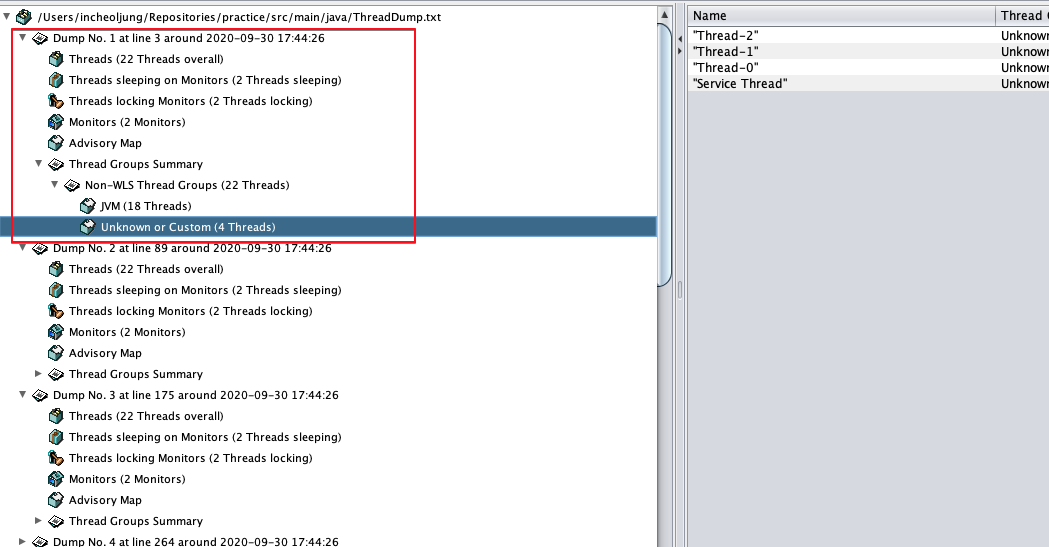 /Users/incheoljung/Repositories/practice/src/main/java/ThreadDump.txt
Dump No. 1 at line 3 around 2020-09-30 17:44:26
Threads (22 Threads overall)
Threads sleeping on Monitors (2 Threads sleeping)
Threads locking Monitors (2 Threads locking)
Monitors (2 Monitors)
Advisory Map
Thread Groups Summary
Non-WLS Thread Groups (22 Threads)
JVM (18 Threads)
Unknown or Custom (4 Threads)
Dump No. 2 at line 89 around 2020-09-30 17:44:26
Threads (22 Threads overall)
Threads sleeping on Monitors (2 Threads sleeping)
Threads locking Monitors (2 Threads locking)
Monitors (2 Monitors)
Advisory Map
Thread Groups Summary
Dump No. 3 at line 175 around 2020-09-30 17:44:26
Threads (22 Threads overall)
Threads sleeping on Monitors (2 Threads sleeping)
Threads locking Monitors (2 Threads locking)
Monitors (2 Monitors)
Advisory Map
Thread Groups Summary
Dump No. 4 at line 264 around 2020-09-30 17:44:26
Name Thread
"Thread-2" Unknown
"Thread-1" Unknown
"Thread-0" Unknown
"Service Thread" Unknown